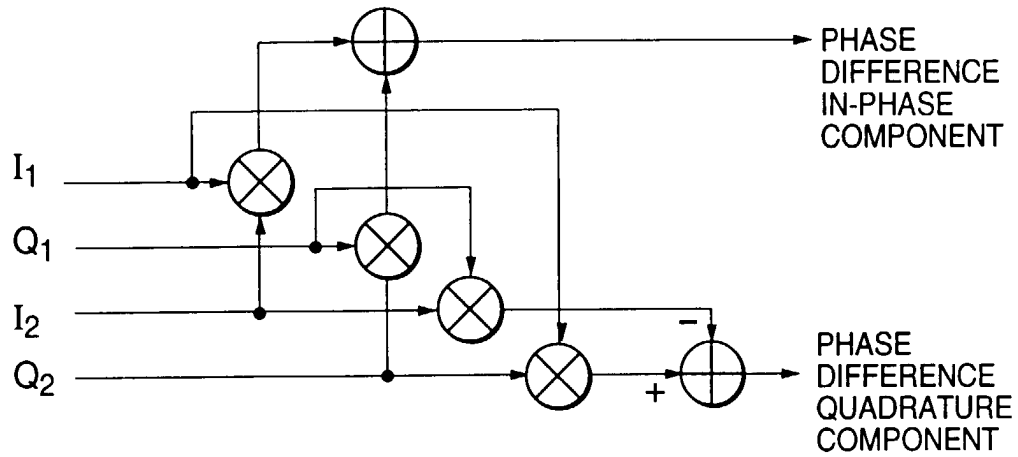 PHASE
DIFFERENCE
IN-PHASE
COMPONENT
I₁
Q₁
I₂
Q₂
−
+
PHASE
DIFFERENCE
QUADRATURE
COMPONENT